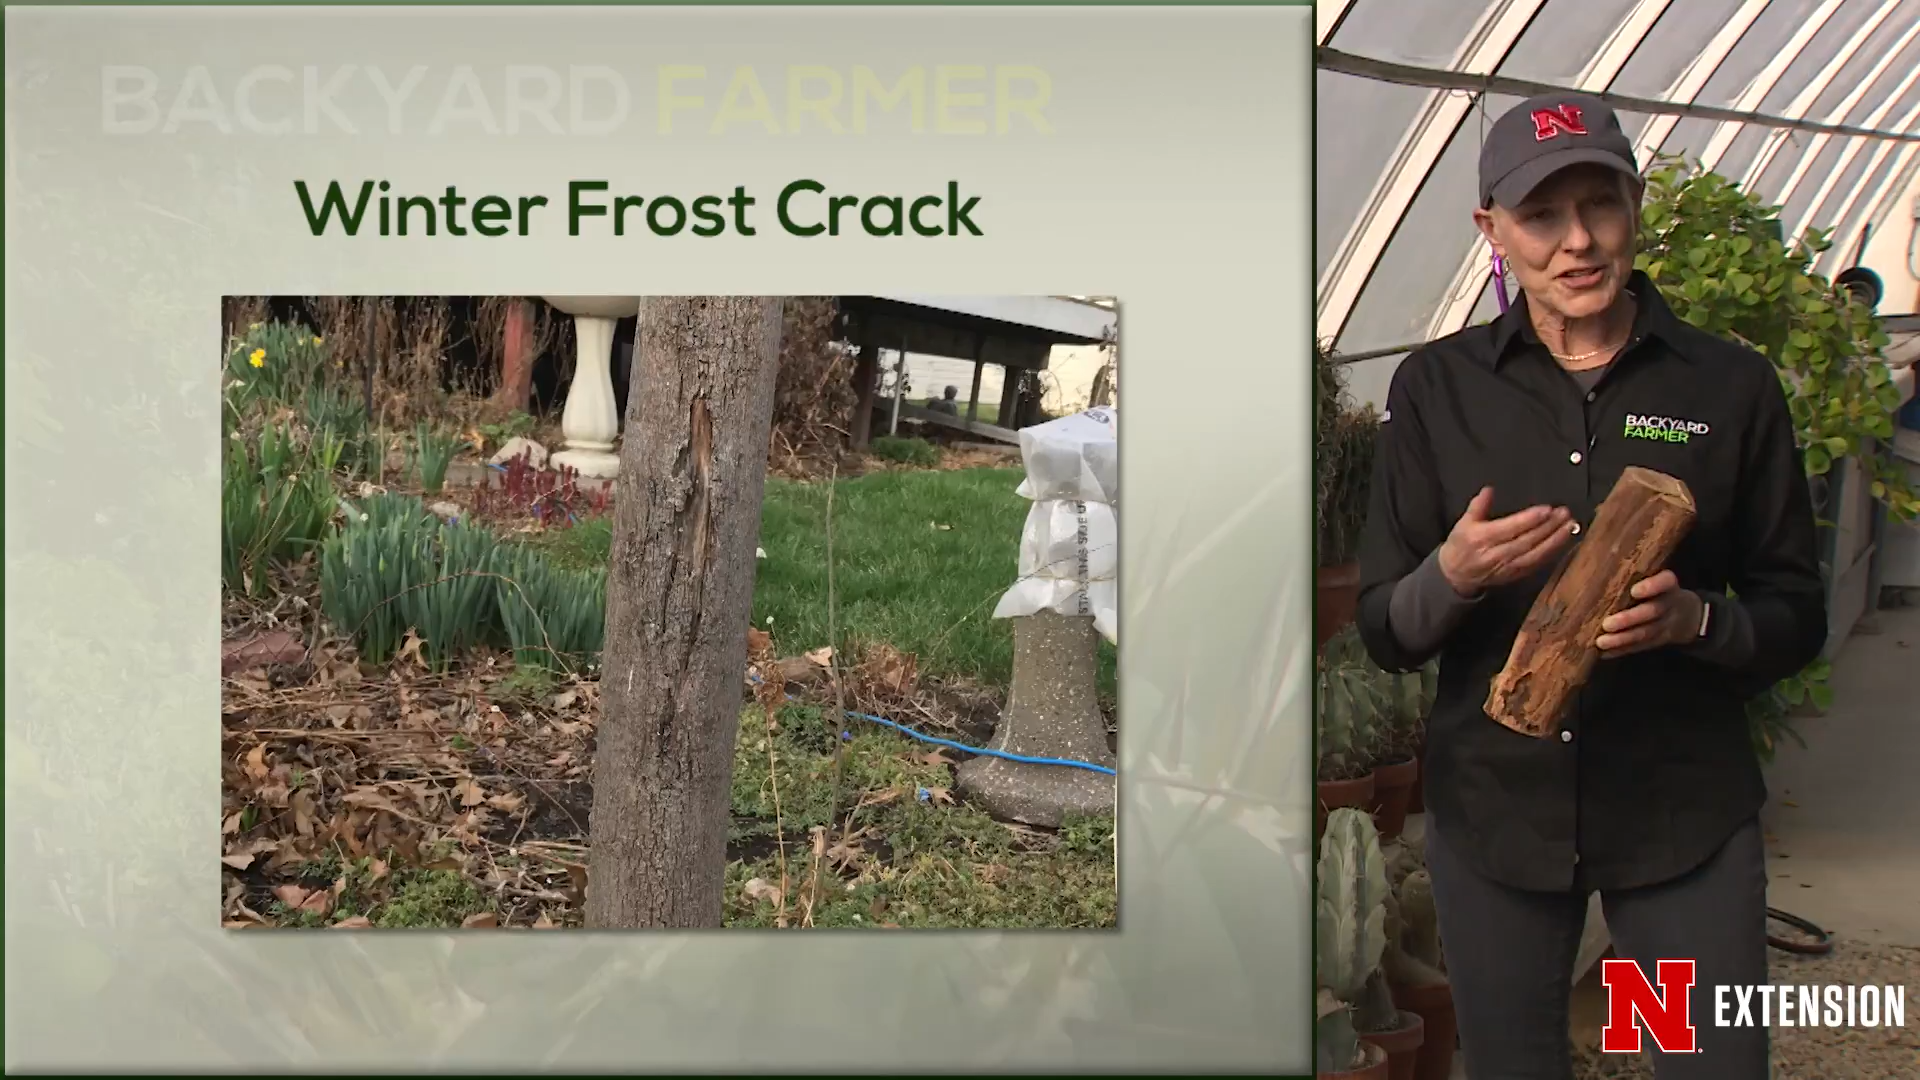 BACKYARD FARMER
Winter Frost Crack
N
BACKYARD
FARMER
N EXTENSION